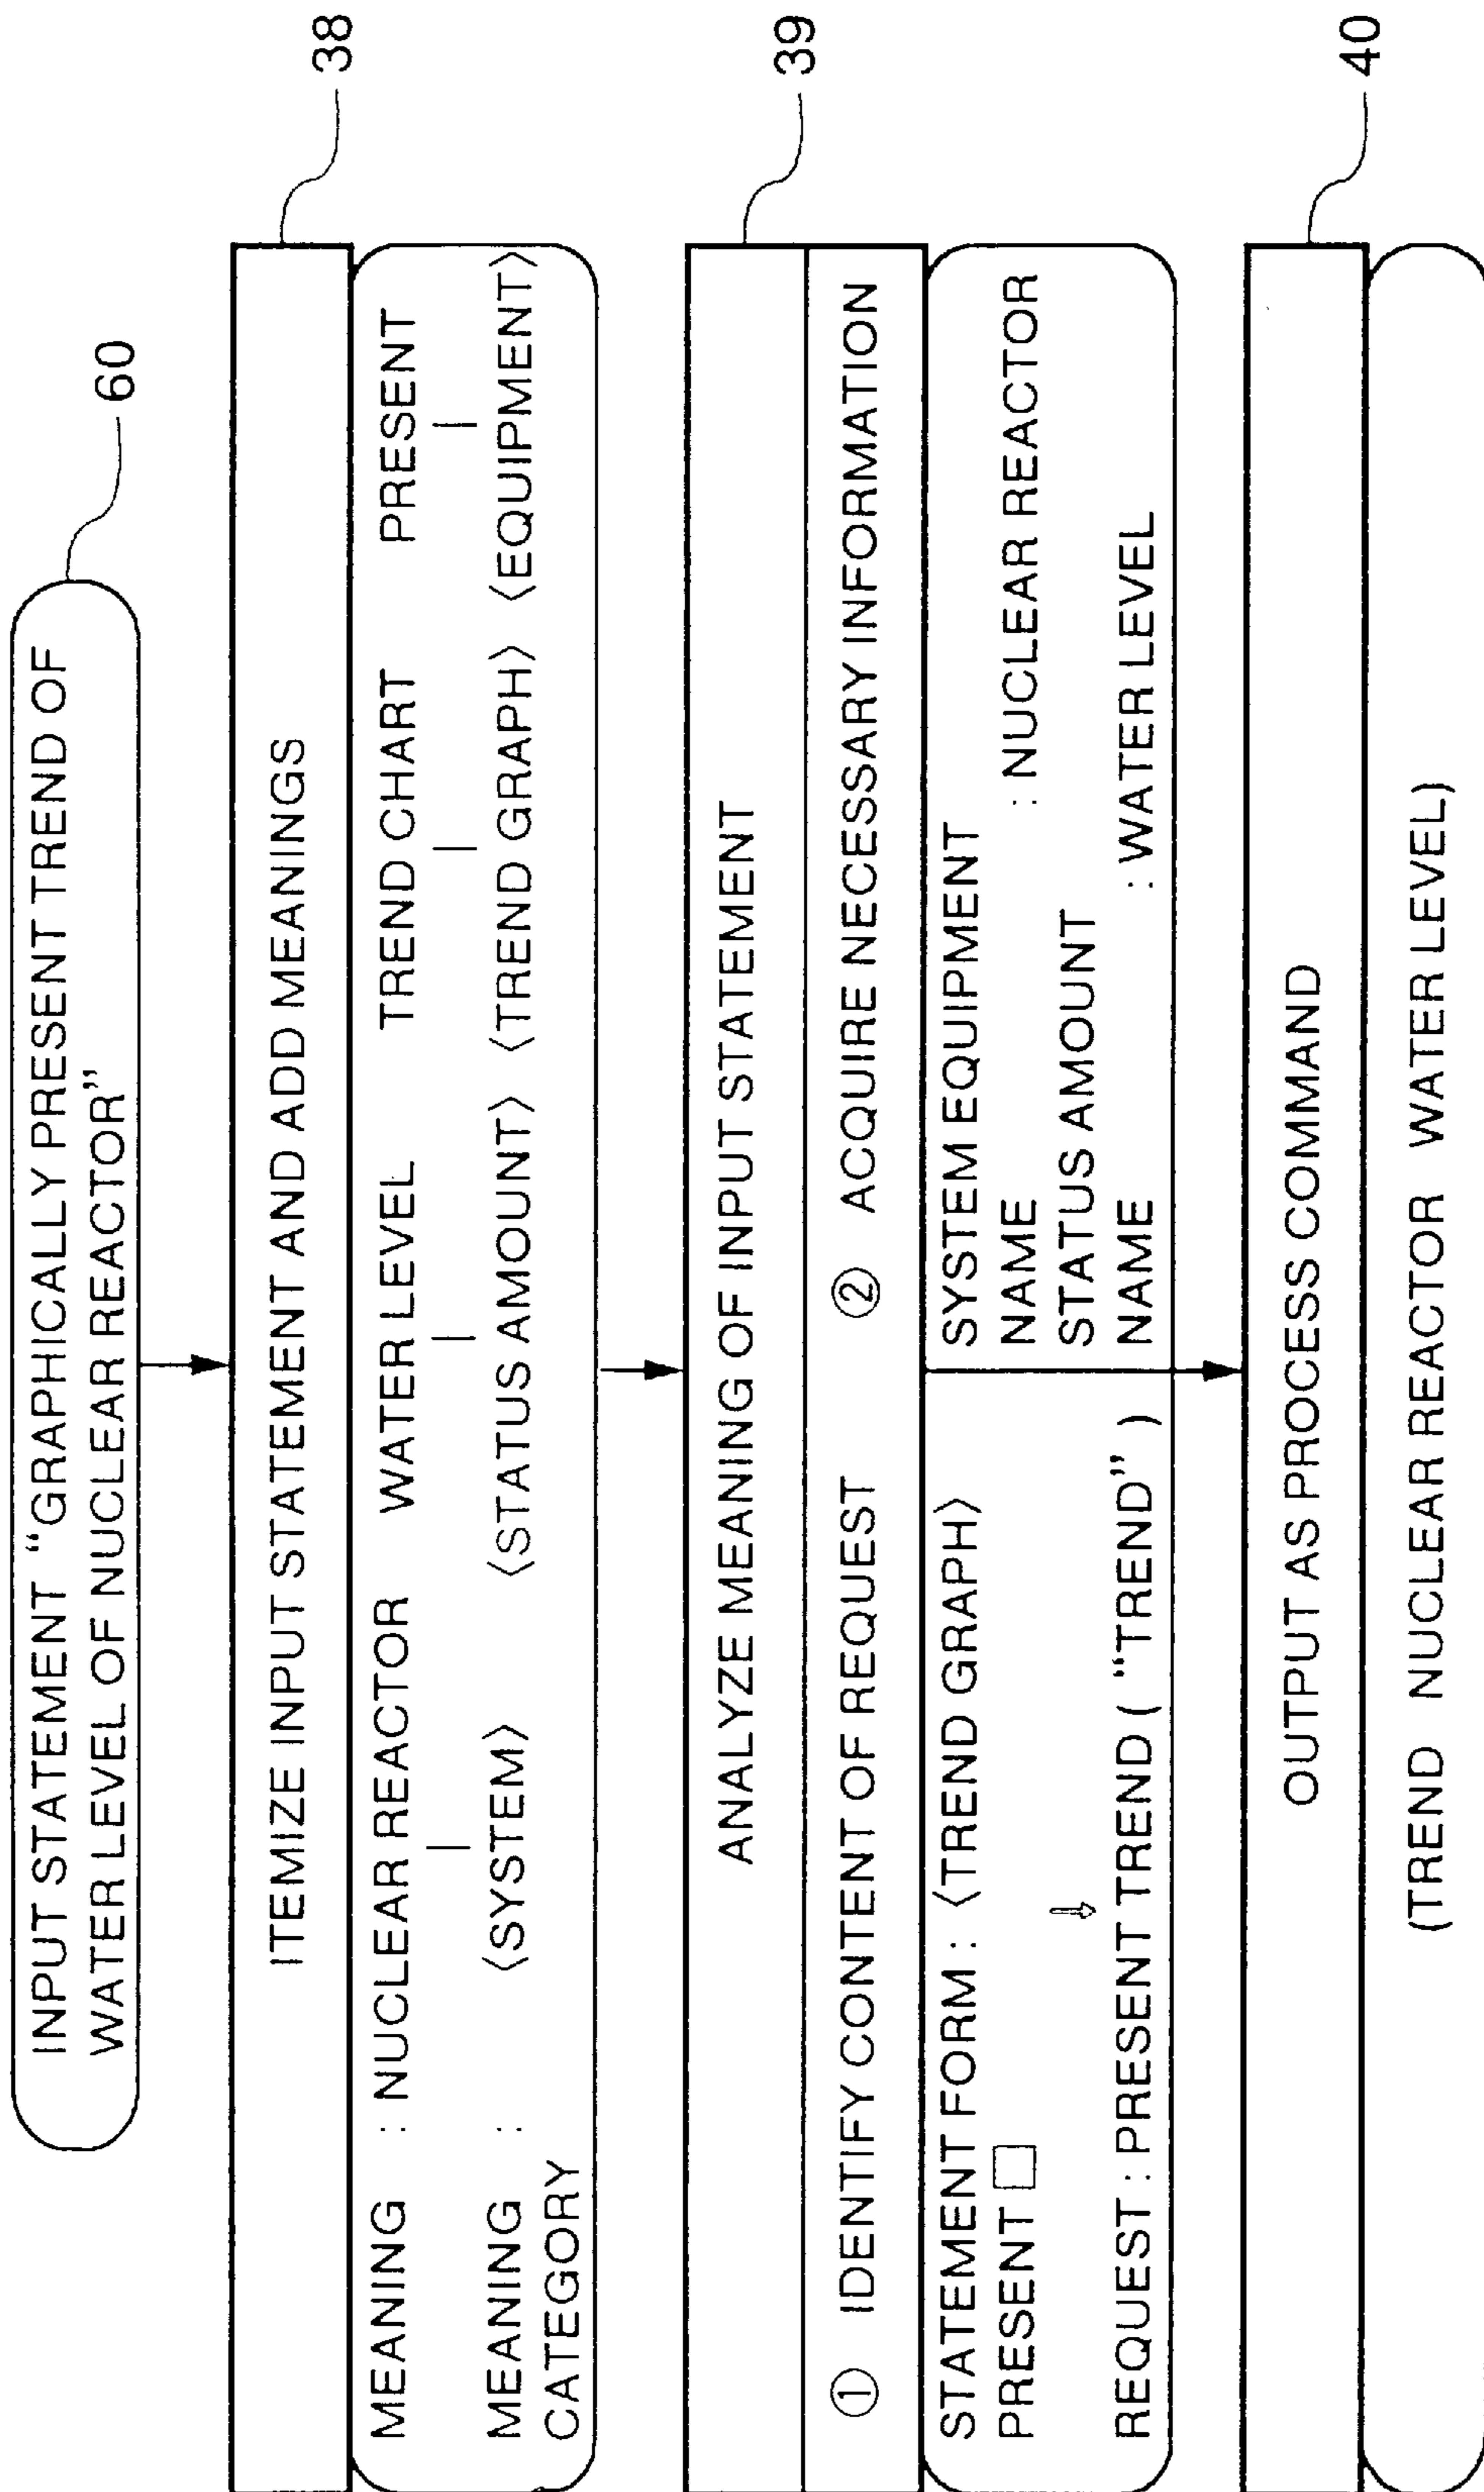 INPUT STATEMENT “GRAPHICALLY PRESENT TREND OF
WATER LEVEL OF NUCLEAR REACTOR”
60
ITEMIZE INPUT STATEMENT AND ADD MEANINGS
38
MEANING : NUCLEAR REACTOR WATER LEVEL TREND CHART PRESENT
MEANING : 〈SYSTEM〉 〈STATUS AMOUNT〉 〈TREND GRAPH〉 〈EQUIPMENT〉
CATEGORY
ANALYZE MEANING OF INPUT STATEMENT
39
① IDENTIFY CONTENT OF REQUEST ② ACQUIRE NECESSARY INFORMATION
STATEMENT FORM : 〈TREND GRAPH〉
PRESENT □
⇓
REQUEST : PRESENT TREND ( “TREND” )
SYSTEM EQUIPMENT
NAME : NUCLEAR REACTOR
STATUS AMOUNT
NAME : WATER LEVEL
OUTPUT AS PROCESS COMMAND
40
(TREND NUCLEAR REACTOR WATER LEVEL)